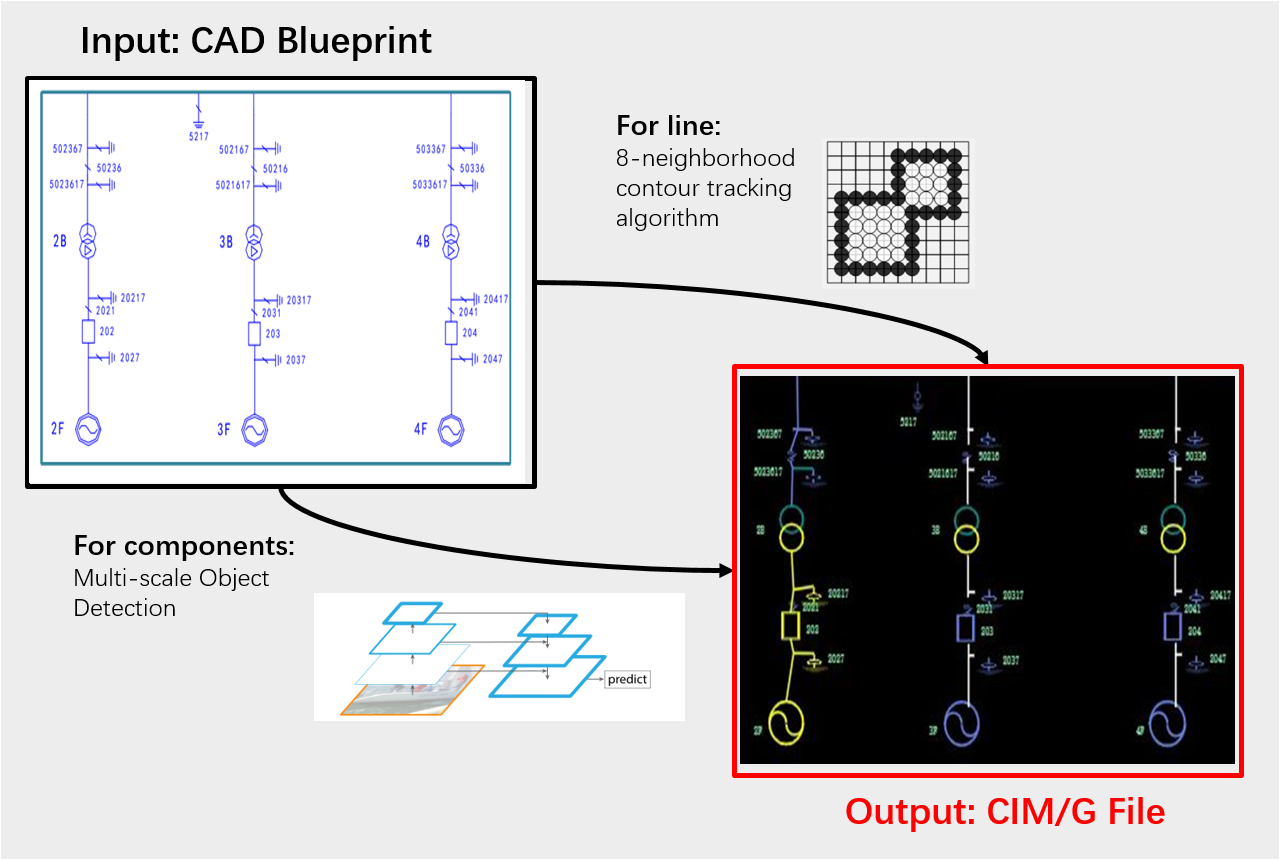 Input: CAD Blueprint
5217
502367
50236
5023617
502167
50216
5021617
503367
50336
5033617
2B
3B
4B
20217
2021
202
2027
20317
2031
203
2037
20417
2041
204
2047
2F
3F
4F
For line:
8-neighborhood
contour tracking
algorithm
For components:
Multi-scale Object
Detection
predict
5217
502367
50236
5023617
502167
50216
5021617
503367
50336
5033617
2B
3B
4B
20217
2021
202
2027
20317
2031
203
2037
20417
2041
204
2047
2F
3F
4F
Output: CIM/G File